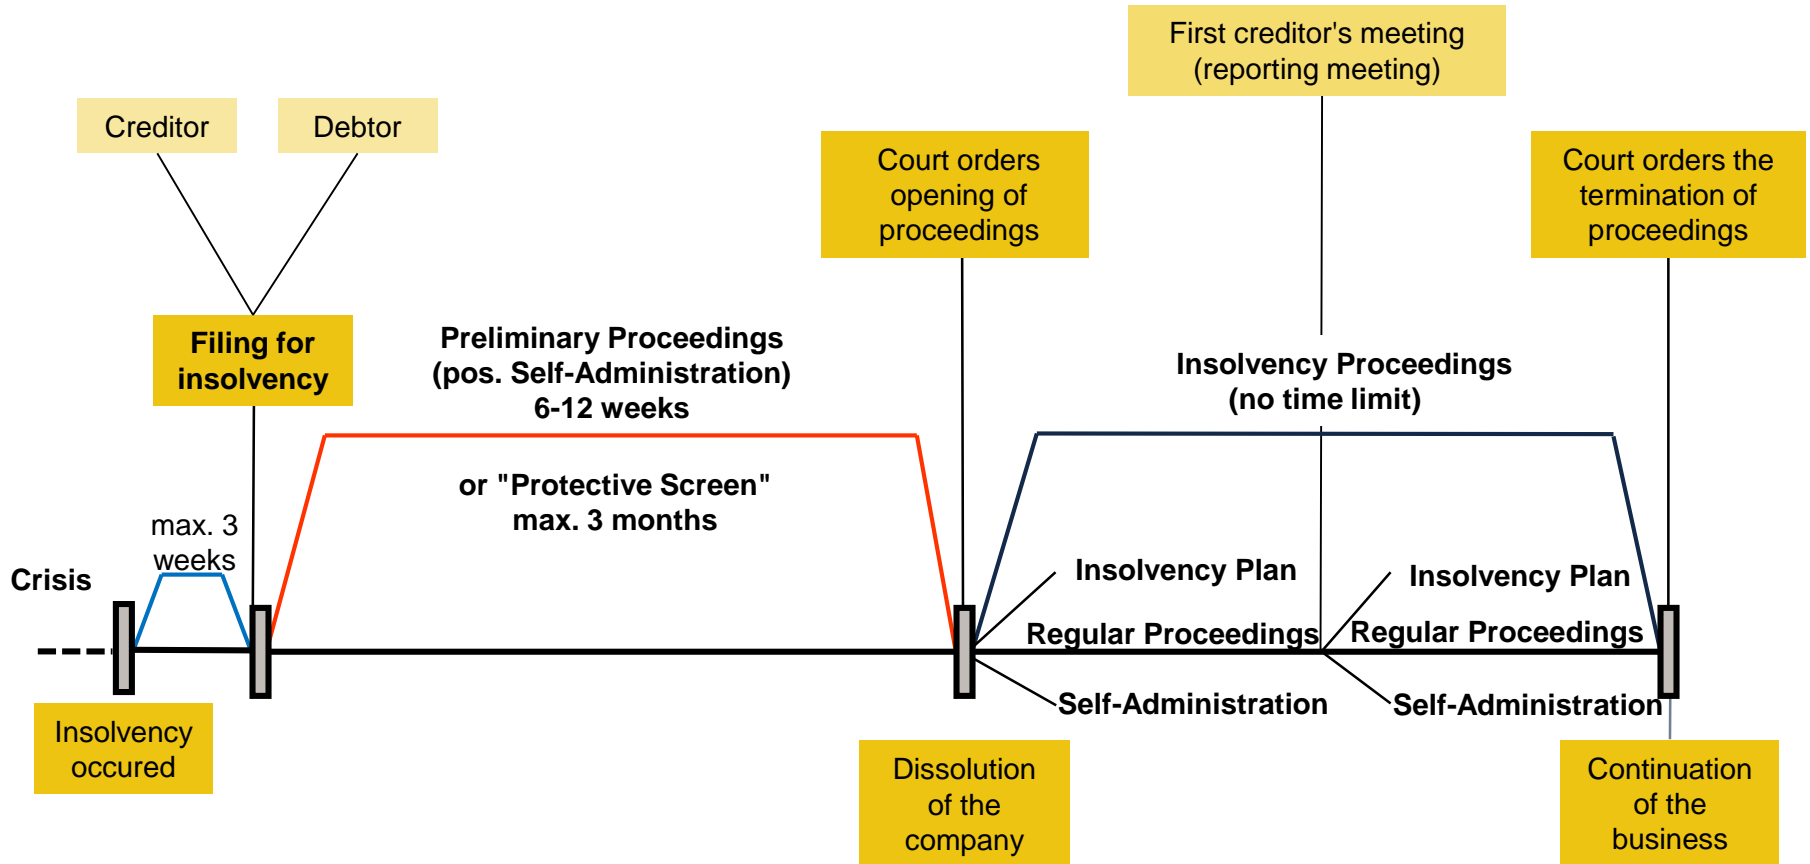 First creditor's meeting
(reporting meeting)
Creditor
Debtor
Court orders
opening of
proceedings
Court orders the
termination of
proceedings
Filing for
insolvency
Preliminary Proceedings
(pos. Self-Administration)
6-12 weeks
Insolvency Proceedings
(no time limit)
or "Protective Screen"
max. 3 months
max. 3
weeks
Crisis
Insolvency Plan
Insolvency Plan
Regular Proceedings
Regular Proceedings
Self-Administration
Self-Administration
Insolvency
occured
Dissolution
of the
company
Continuation
of the
business